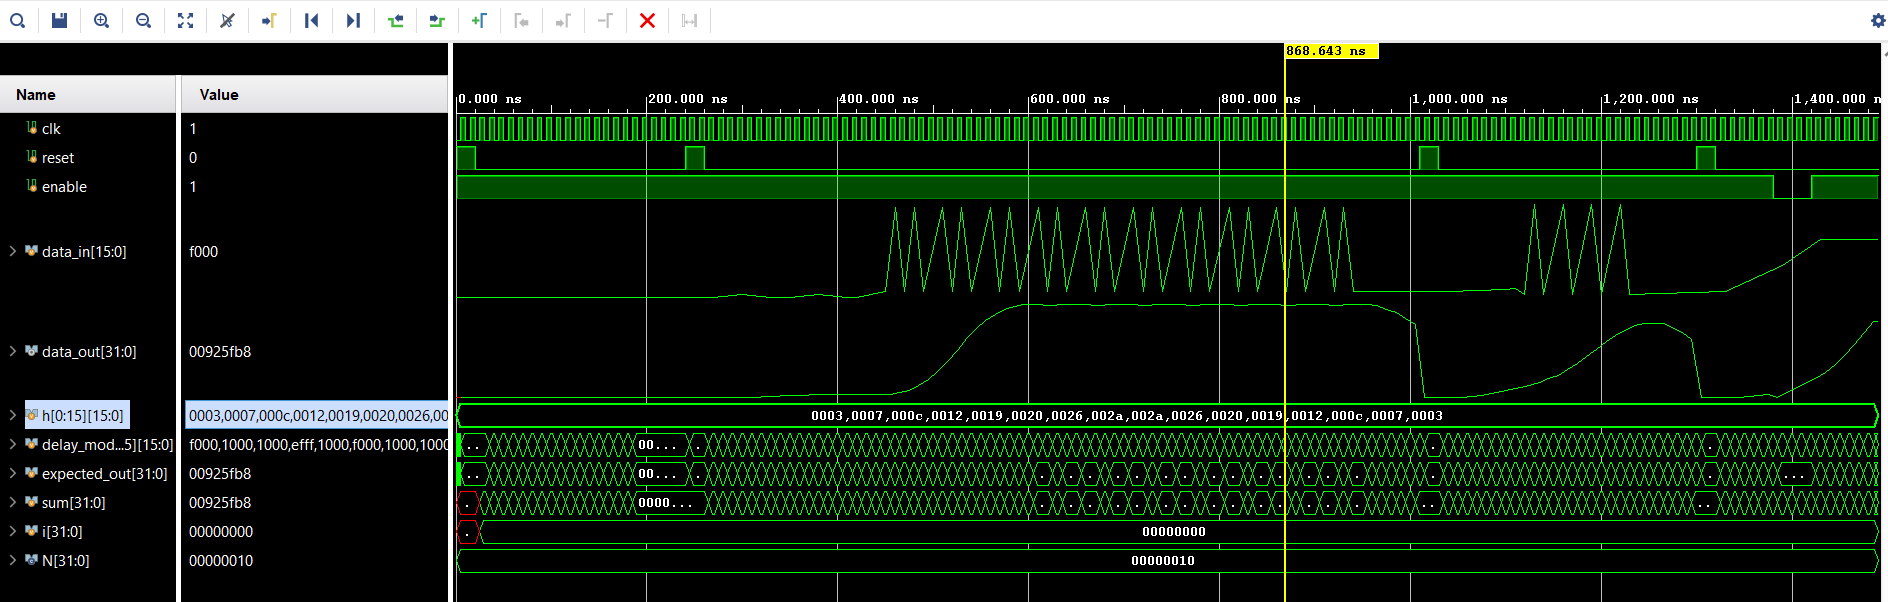 868.643 ns
0.000 ns 200.000 ns 400.000 ns 600.000 ns 800.000 ns 1,000.000 ns 1,200.000 ns 1,400.000 n
Name Value
clk 1
reset 0
enable 1
data_in[15:0] f000
data_out[31:0] 00925fb8
h[0:15][15:0] 0003,0007,000c,0012,0019,0020,0026,00 0003,0007,000c,0012,0019,0020,0026,002a,002a,0026,0020,0019,0012,000c,0007,0003
delay_mod...5][15:0] f000,1000,1000,efff,1000,f000,1000,1000 .. 00... . . .
expected_out[31:0] 00925fb8 .. 00... . . . . . . . . . . . . . . . . ...
sum[31:0] 00925fb8 . 0000... . . . . . . . . . . . . . .. ..
i[31:0] 00000000 . 00000000
N[31:0] 00000010 00000010